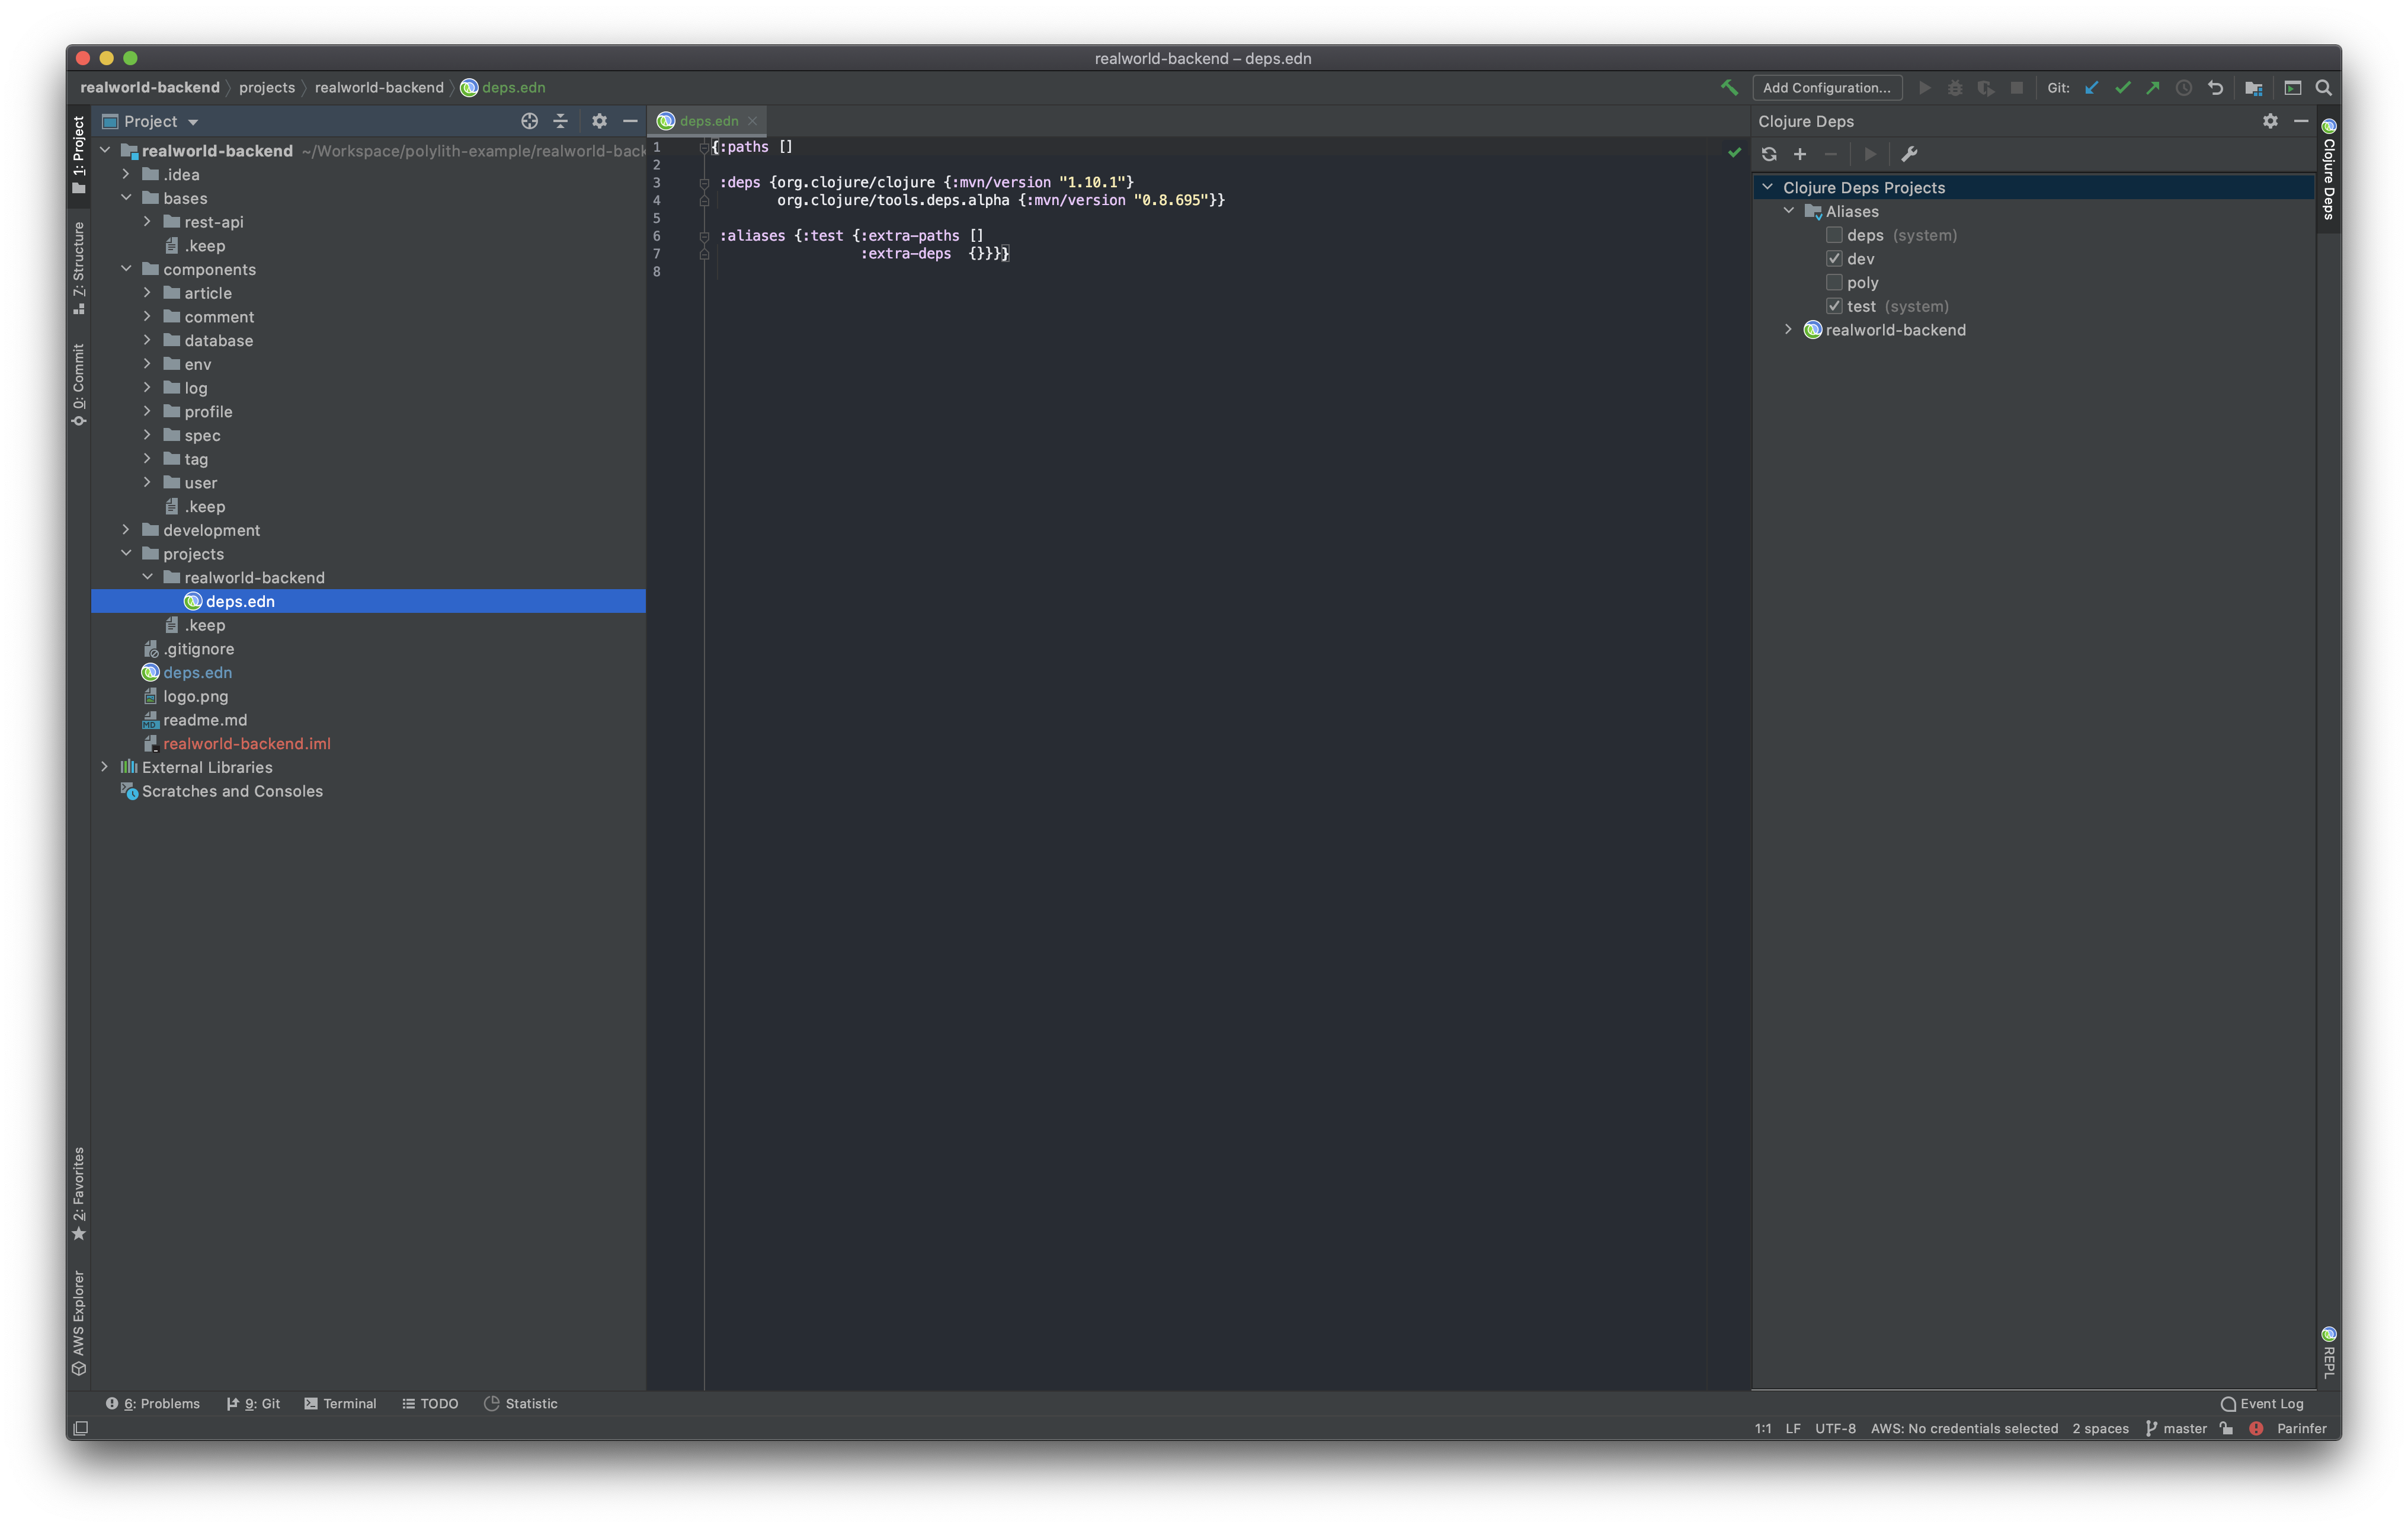 realworld-backend – deps.edn
realworld-backend projects realworld-backend deps.edn
Add Configuration... Git:
1: Project
7: Structure
0: Commit
2: Favorites
AWS Explorer
Project
realworld-backend ~/Workspace/polylith-example/realworld-back
.idea
bases
rest-api
.keep
components
article
comment
database
env
log
profile
spec
tag
user
.keep
development
projects
realworld-backend
deps.edn
.keep
.gitignore
deps.edn
logo.png
readme.md
realworld-backend.iml
External Libraries
Scratches and Consoles
deps.edn
1 {:paths []
2
3 :deps {org.clojure/clojure {:mvn/version "1.10.1"}
4 org.clojure/tools.deps.alpha {:mvn/version "0.8.695"}}
5
6 :aliases {:test {:extra-paths []
7 :extra-deps {}}}}
8
Clojure Deps
Clojure Deps Projects
Aliases
deps (system)
dev
poly
test (system)
realworld-backend
Clojure Deps
REPL
6: Problems 9: Git Terminal TODO Statistic Event Log
1:1 LF UTF-8 AWS: No credentials selected 2 spaces master Parinfer